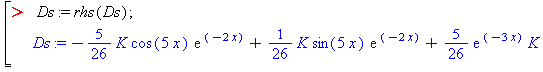 > Ds := rhs(Ds);
Ds := - 5/26 K cos(5 x) e^(-2 x) + 1/26 K sin(5 x) e^(-2 x) + 5/26 e^(-3 x) K